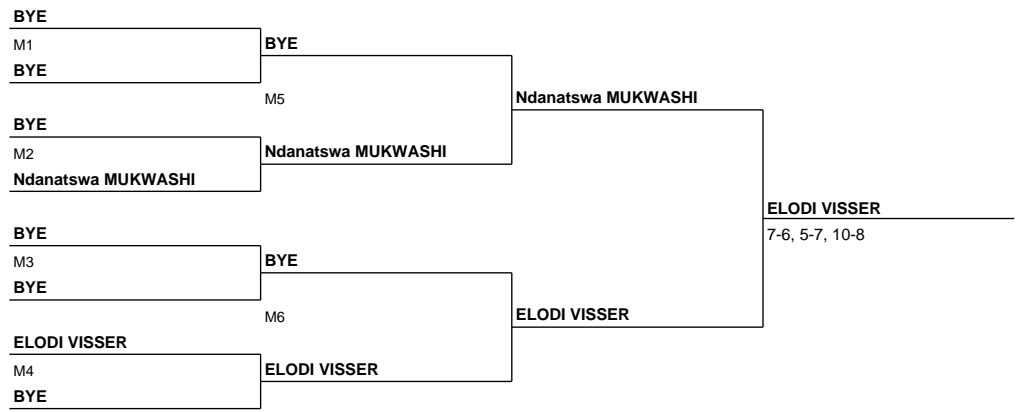 BYE
M1
BYE
BYE
M5
Ndanatswa MUKWASHI
BYE
M2
Ndanatswa MUKWASHI
Ndanatswa MUKWASHI
ELODI VISSER
7-6, 5-7, 10-8
BYE
M3
BYE
BYE
M6
ELODI VISSER
ELODI VISSER
M4
ELODI VISSER
BYE